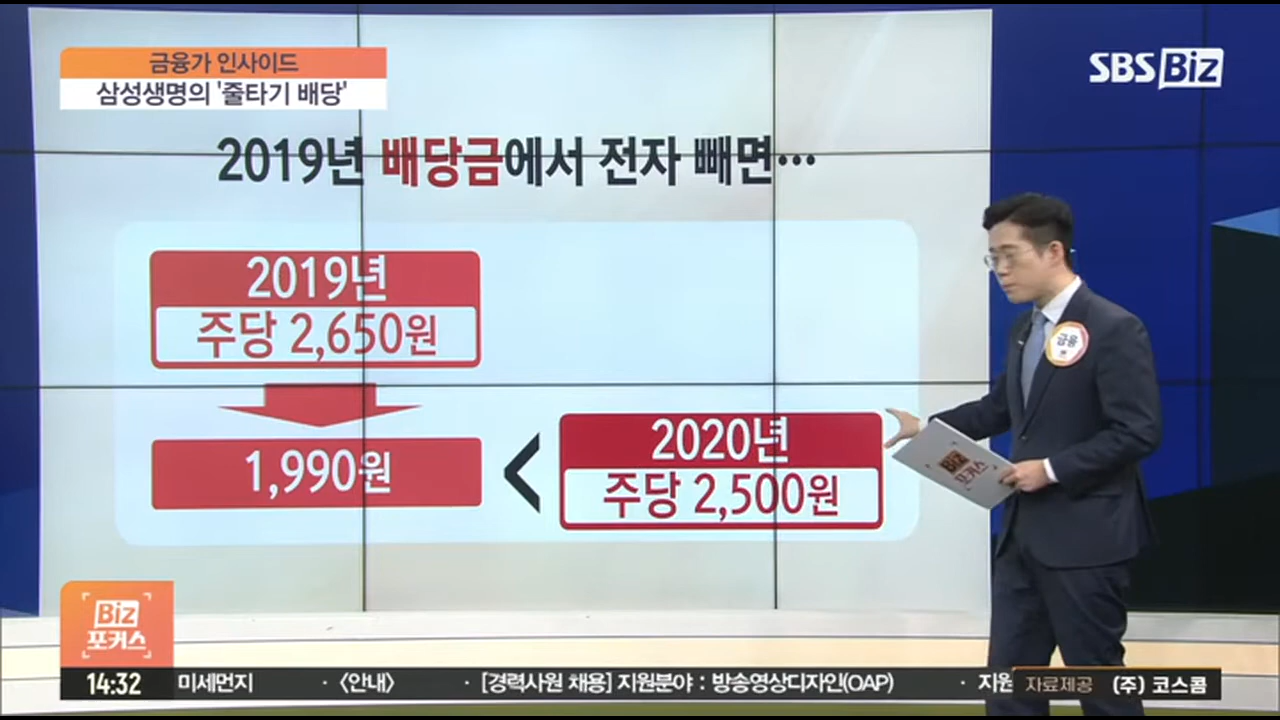 금융가 인사이드
삼성생명의 '줄타기 배당'
SBS Biz
2019년 배당금에서 전자 빼면…
2019년
주당 2,650원
1,990원
<
2020년
주당 2,500원
금융
Biz
포커스
Biz
포커스
14:32 미세먼지 · 〈안내〉 · [경력사원 채용] 지원분야 : 방송영상디자인(OAP) · 지원
자료제공 (주) 코스콤